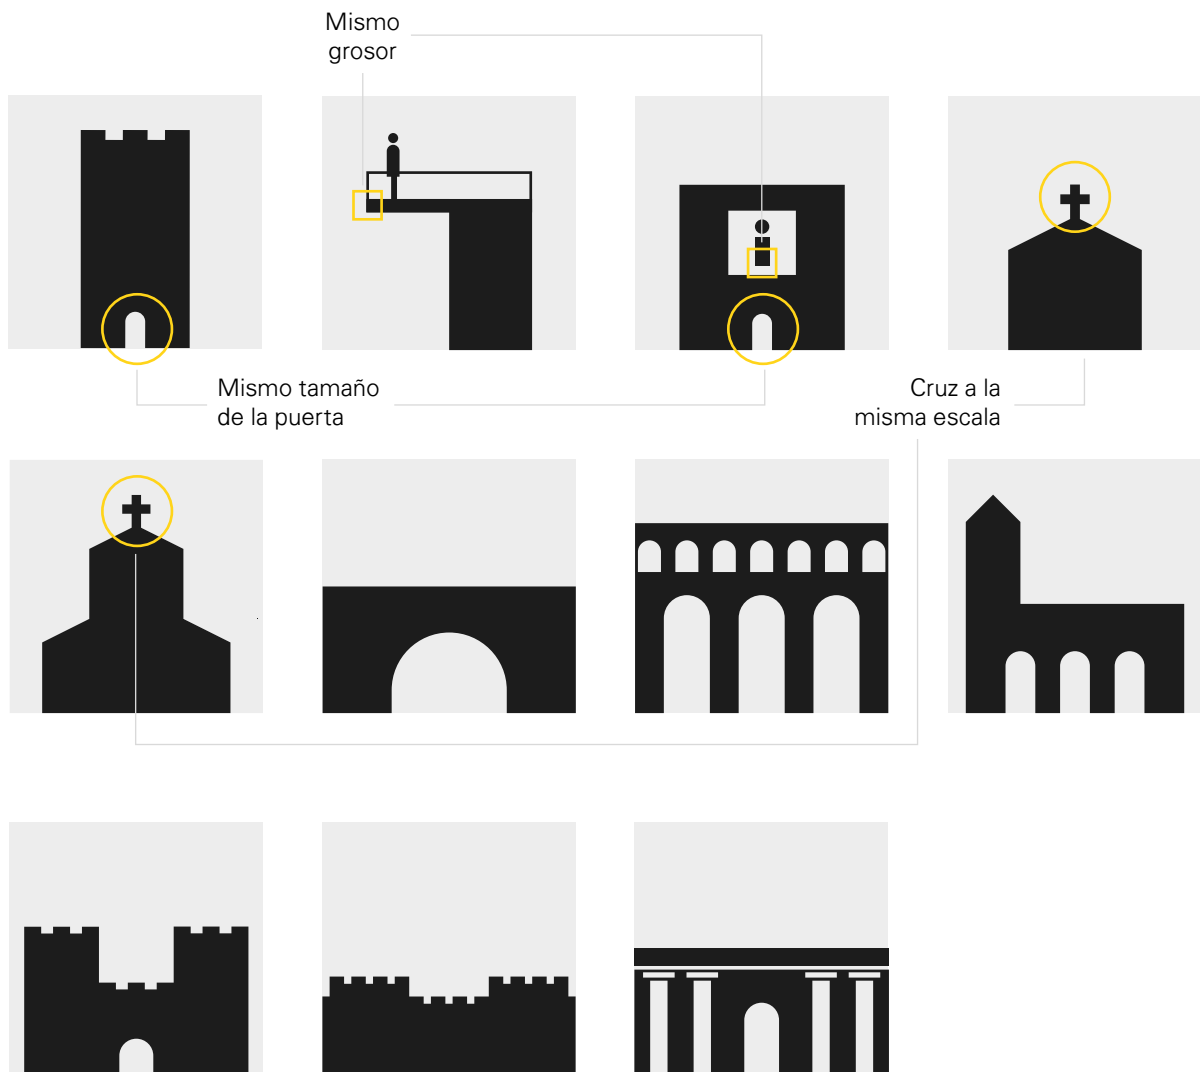 Mismo
grosor
Mismo tamaño
de la puerta
Cruz a la
misma escala